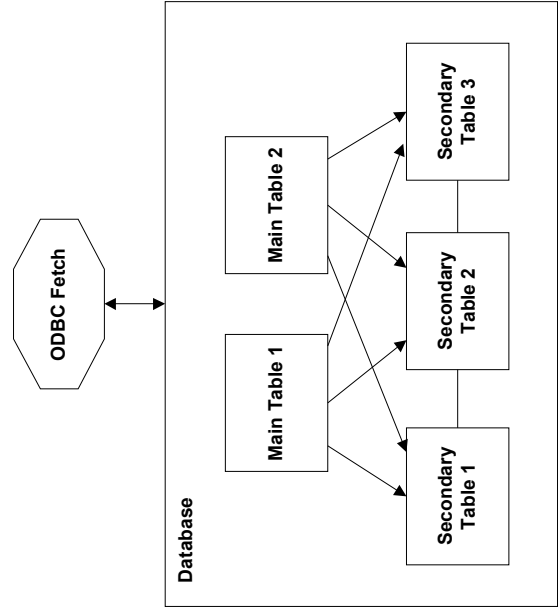 ODBC Fetch
Database
Main Table 1
Main Table 2
Secondary
Table 1
Secondary
Table 2
Secondary
Table 3